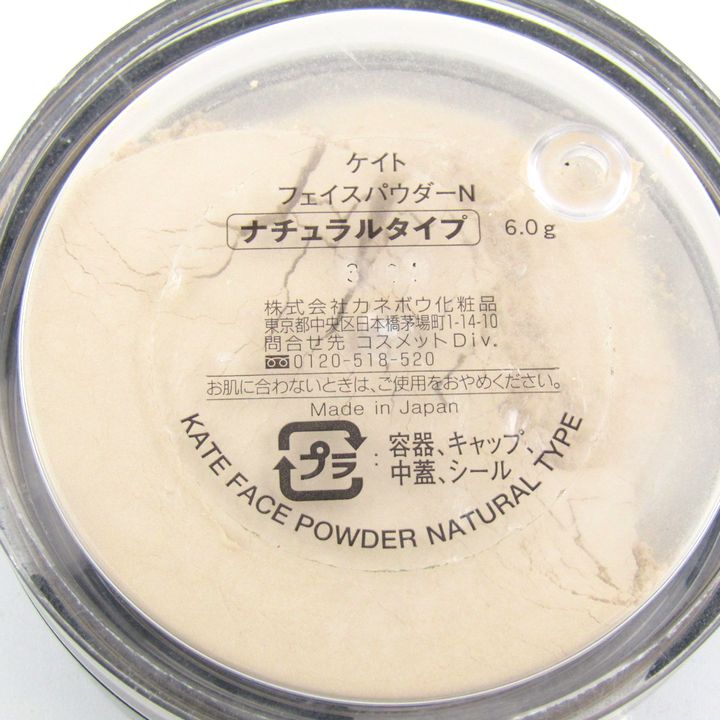 ケイト
フェイスパウダーN
ナチュラルタイプ 6.0g
株式会社カネボウ化粧品
東京都中央区日本橋茅場町1-14-10
問合せ先 コスメットDiv.
0120-518-520
お肌に合わないときは、ご使用をおやめください。
Made in Japan
プラ : 容器、キャップ、
中蓋、シール
KATE FACE POWDER NATURAL TYPE